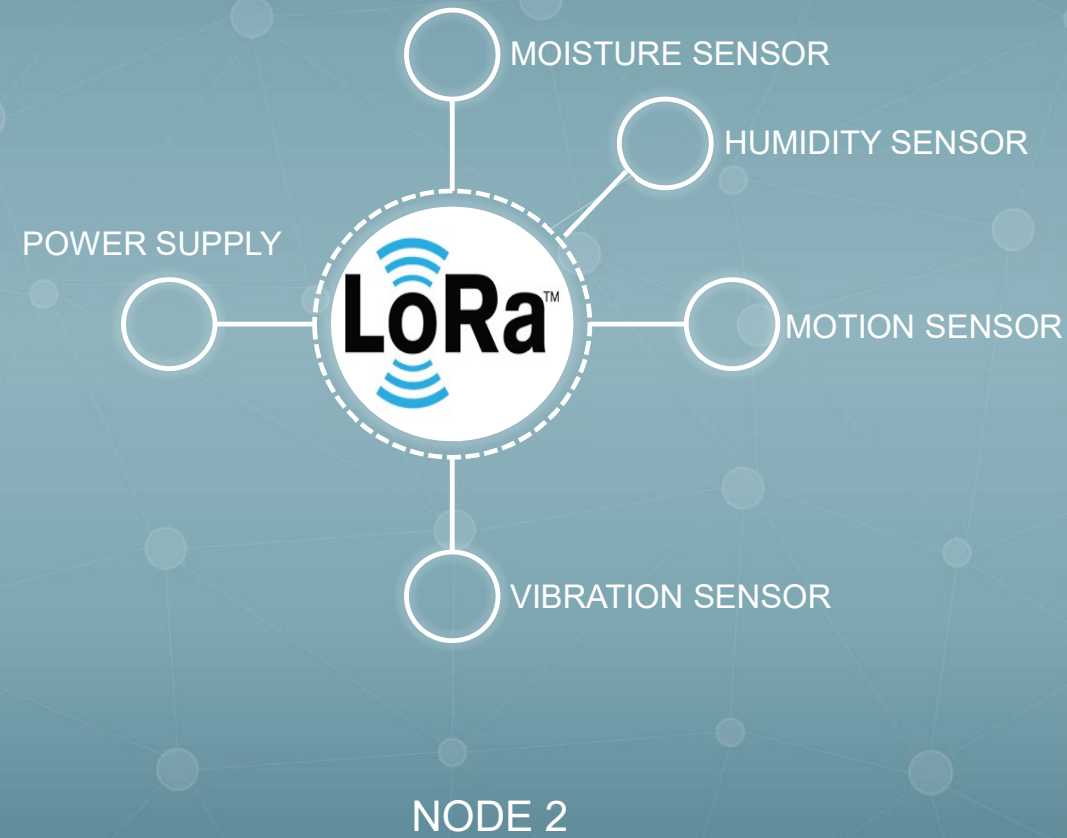 MOISTURE SENSOR
HUMIDITY SENSOR
POWER SUPPLY
LoRa™
MOTION SENSOR
VIBRATION SENSOR
NODE 2